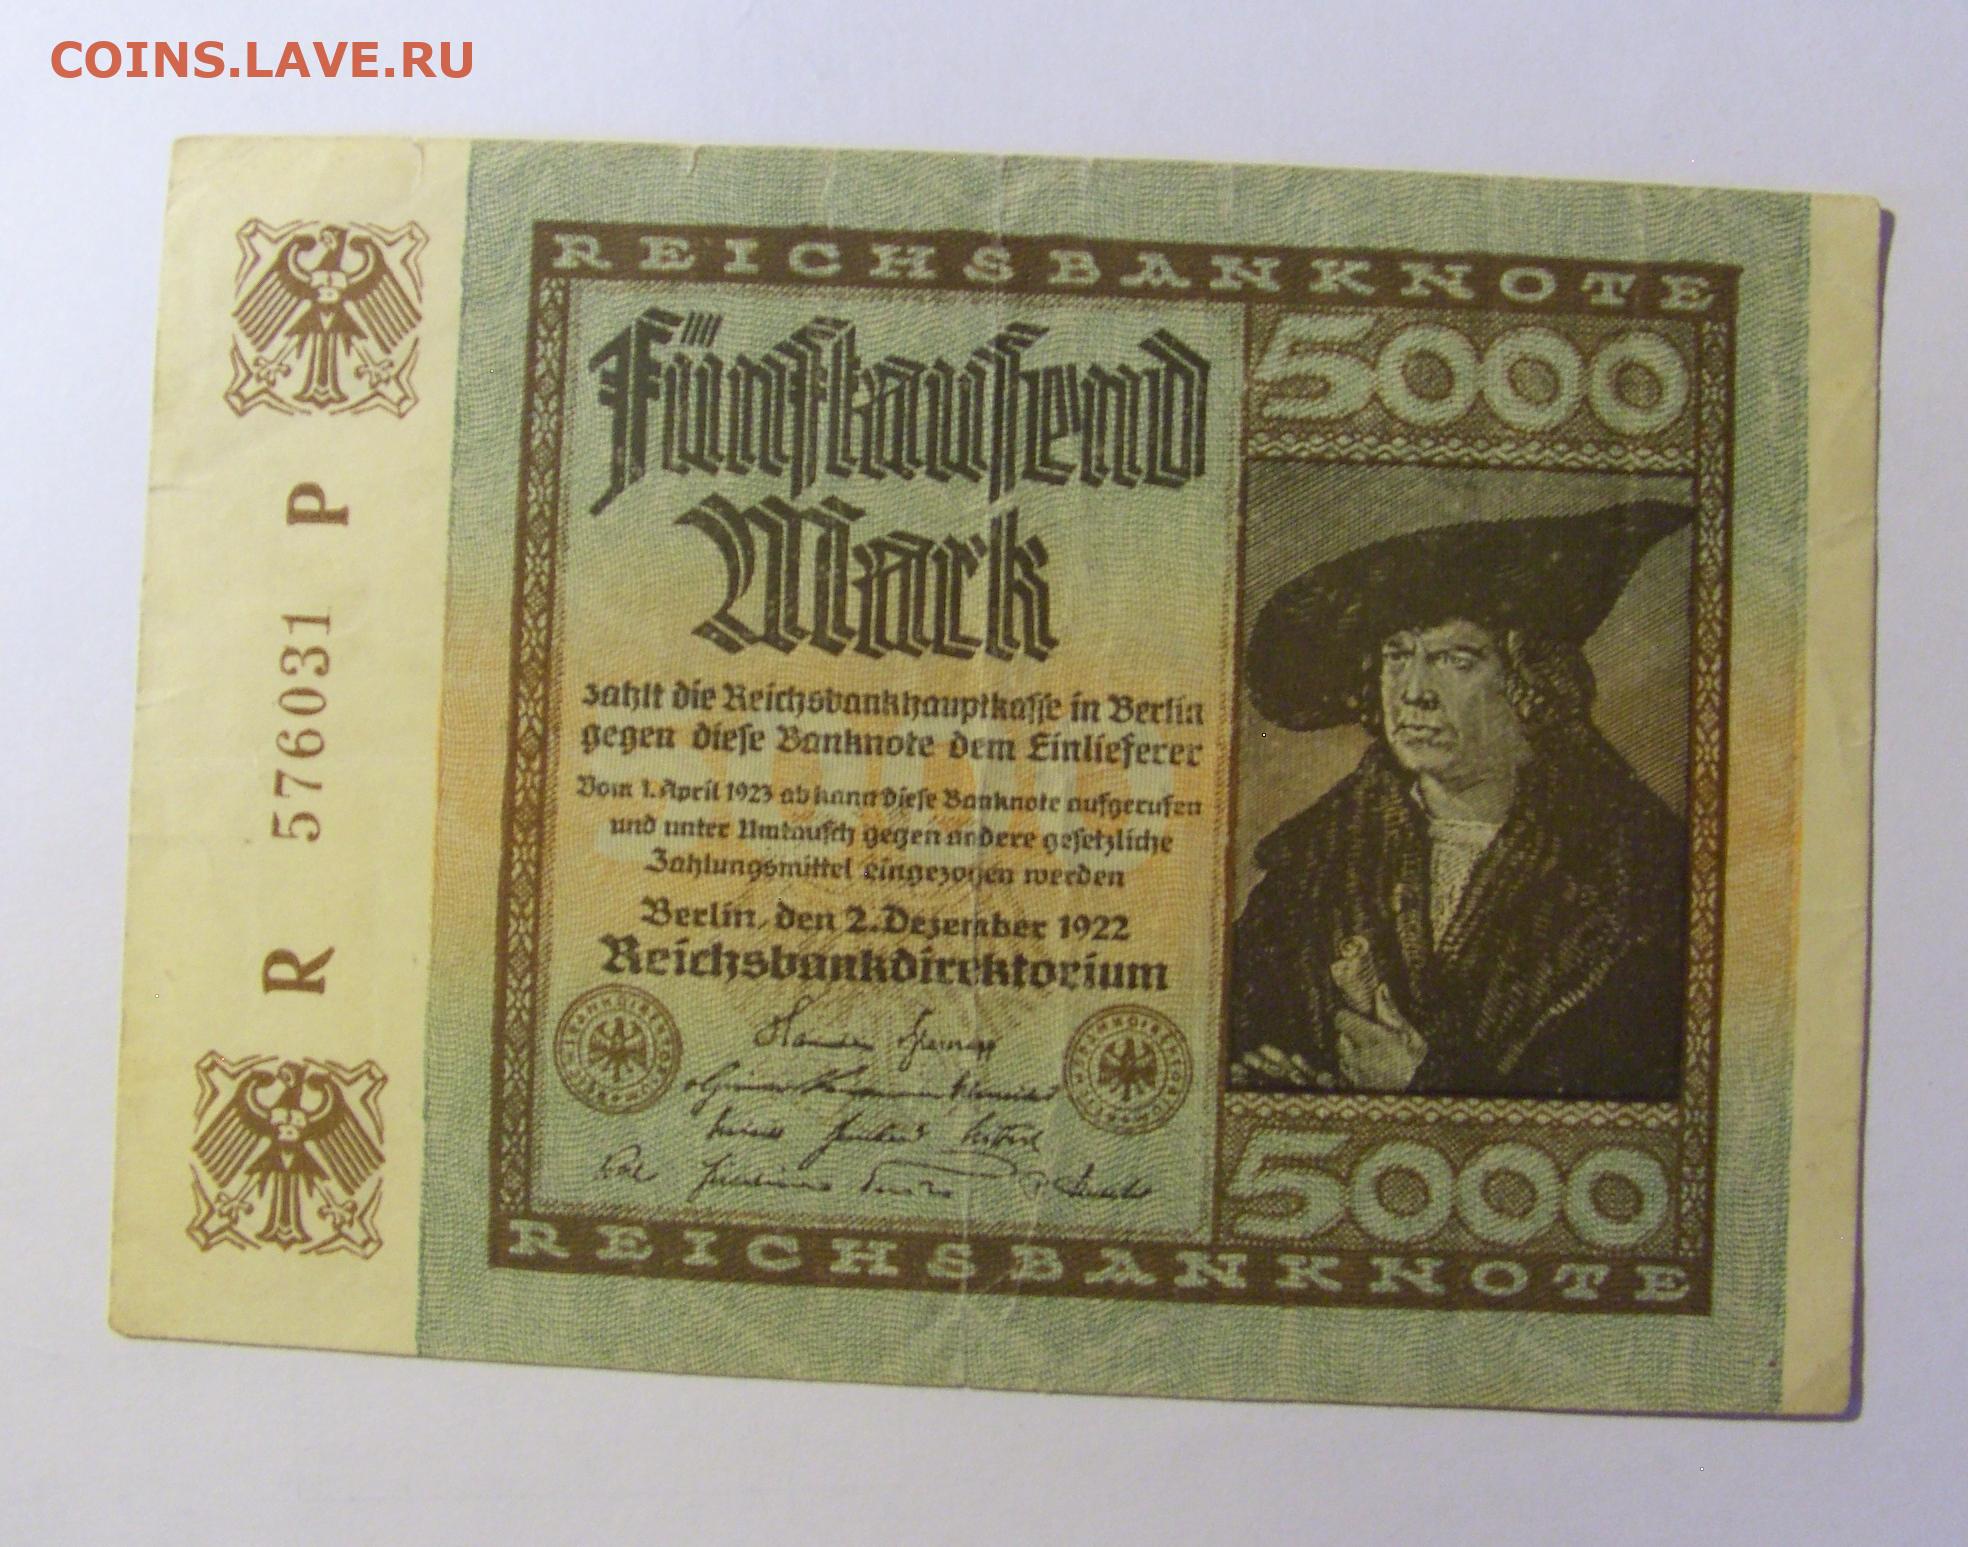 COINS.LAVE.RU
REICHSBANKNOTE
5000
Fünftausend
Mark
zahlt die Reichsbankhauptkasse in Berlin
gegen diese Banknote dem Einlieferer
Vom 1. April 1923 ab kann diese Banknote aufgerufen
und unter Umtausch gegen andere gesetzliche
Zahlungsmittel eingezogen werden
Berlin, den 2. Dezember 1922
Reichsbankdirektorium
5000
REICHSBANKNOTE
R 576031 P